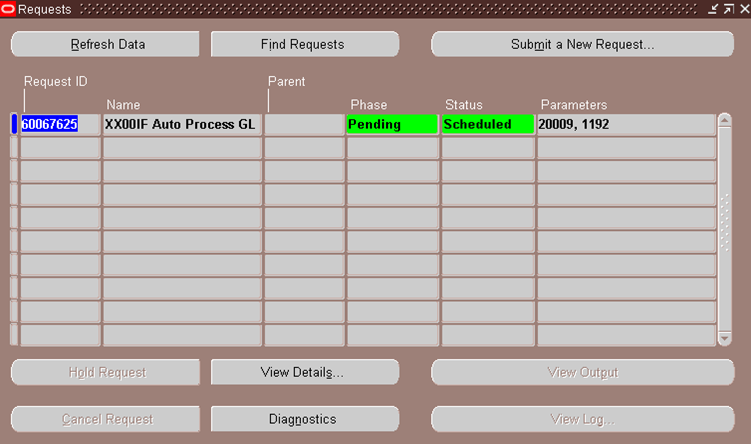 Requests
Refresh Data Find Requests Submit a New Request...
Request ID Parent
Name Phase Status Parameters
60067625 XX00IF Auto Process GL Pending Scheduled 20009, 1192
Hold Request View Details... View Output
Cancel Request Diagnostics View Log...